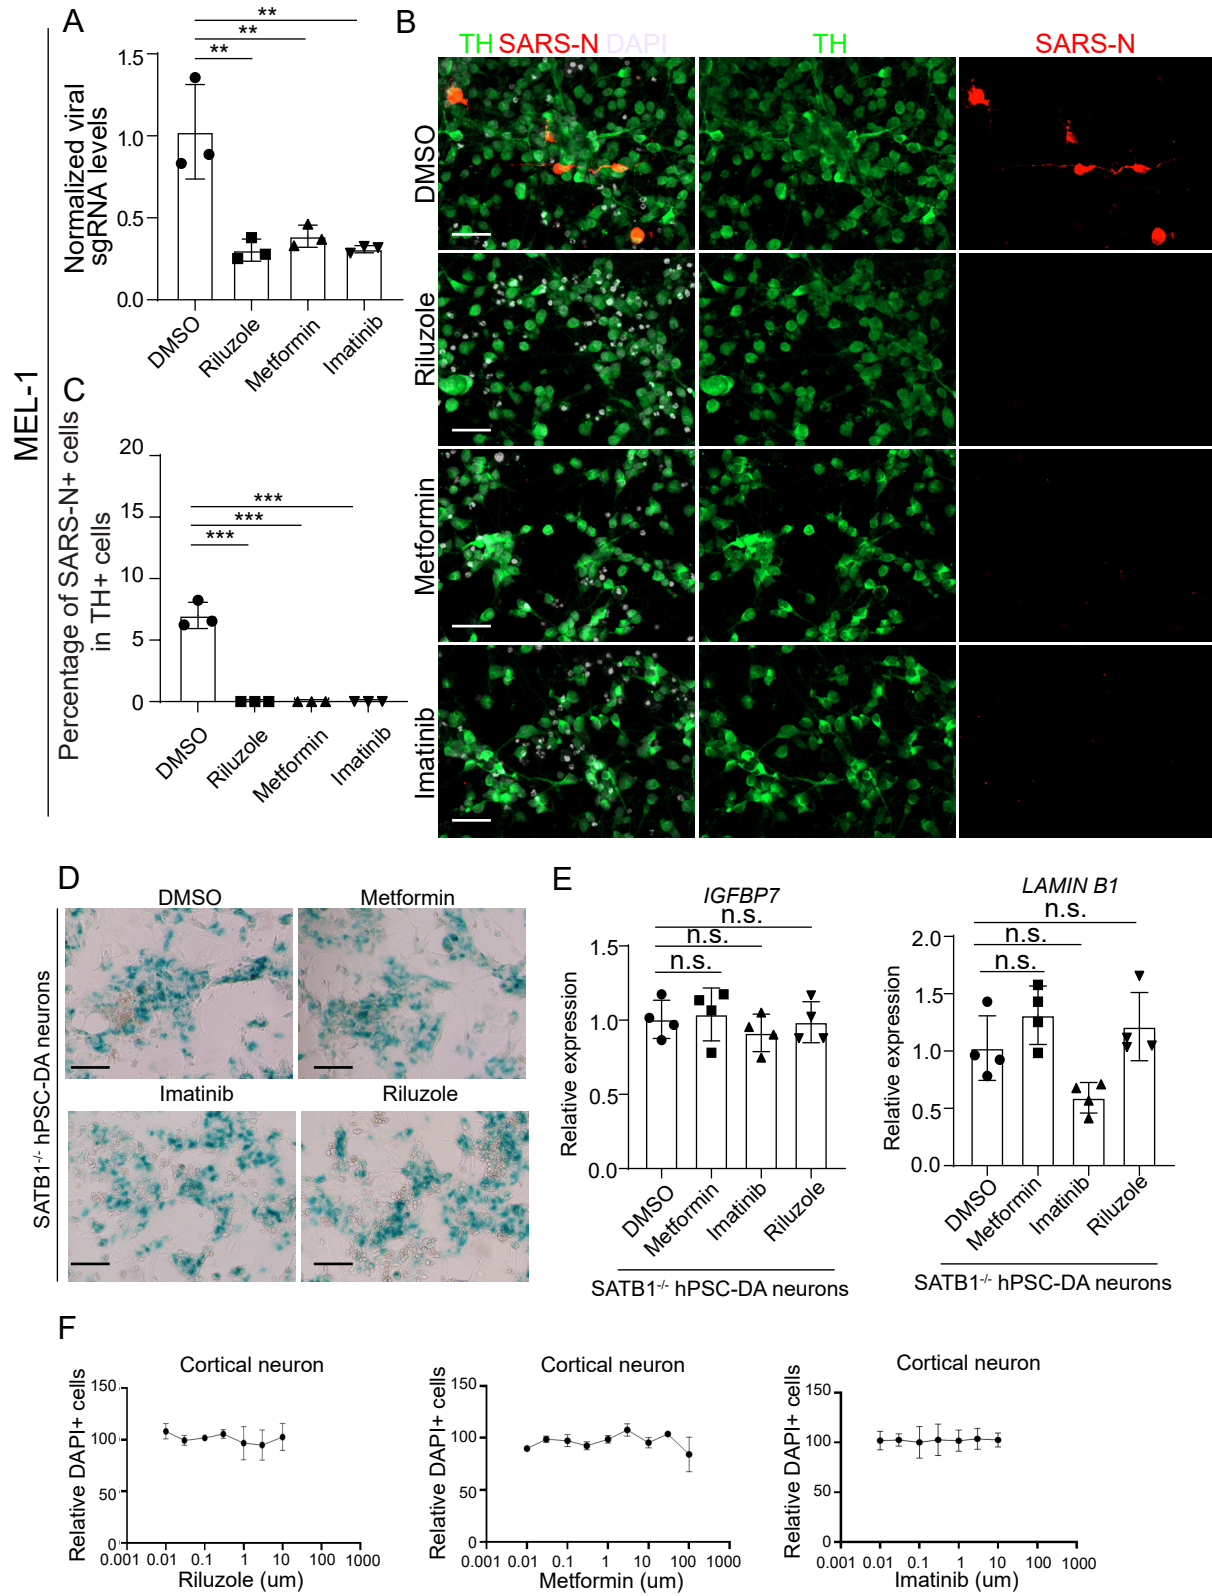 MEL-1
A
**
**
**
Normalized viral
sgRNA levels
1.5
1.0
0.5
0.0
DMSO
Riluzole
Metformin
Imatinib
B
TH SARS-N DAPI
TH
SARS-N
DMSO
Riluzole
Metformin
Imatinib
C
Percentage of SARS-N+ cells
in TH+ cells
20
15
10
5
0
***
***
***
DMSO
Riluzole
Metformin
Imatinib
D
SATB1-/- hPSC-DA neurons
DMSO
Metformin
Imatinib
Riluzole
E
IGFBP7
n.s.
n.s.
n.s.
Relative expression
1.5
1.0
0.5
0.0
DMSO
Metformin
Imatinib
Riluzole
SATB1-/- hPSC-DA neurons
LAMIN B1
n.s.
n.s.
n.s.
Relative expression
2.0
1.5
1.0
0.5
0.0
DMSO
Metformin
Imatinib
Riluzole
SATB1-/- hPSC-DA neurons
F
Cortical neuron
Relative DAPI+ cells
150
100
50
0
0.001 0.01 0.1 1 10 100 1000
Riluzole (um)
Cortical neuron
Relative DAPI+ cells
150
100
50
0
0.001 0.01 0.1 1 10 100 1000
Metformin (um)
Cortical neuron
Relative DAPI+ cells
150
100
50
0
0.001 0.01 0.1 1 10 100 1000
Imatinib (um)